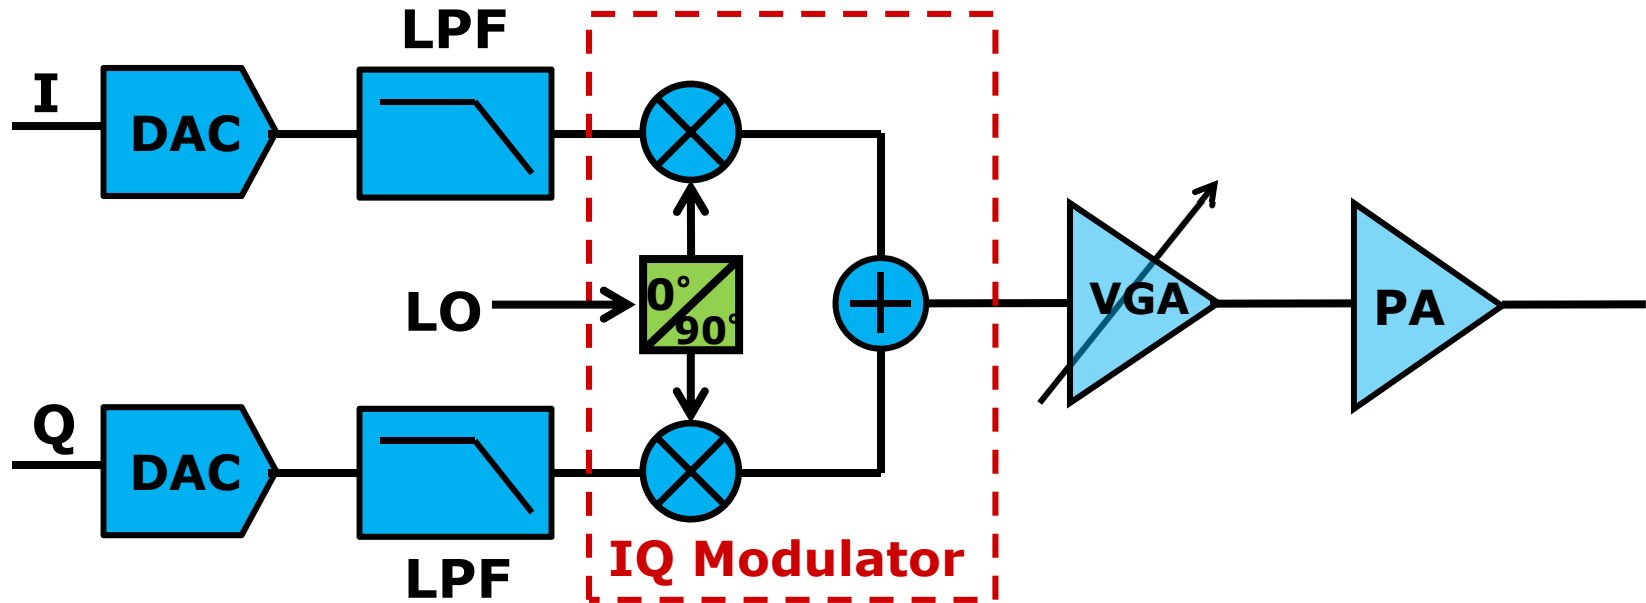 LPF
I
DAC
0°
90°
LO
VGA
PA
Q
DAC
IQ Modulator
LPF